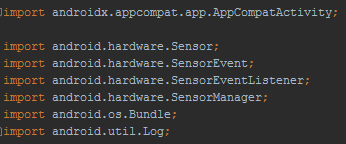 import androidx.appcompat.app.AppCompatActivity;
import android.hardware.Sensor;
import android.hardware.SensorEvent;
import android.hardware.SensorEventListener;
import android.hardware.SensorManager;
import android.os.Bundle;
import android.util.Log;